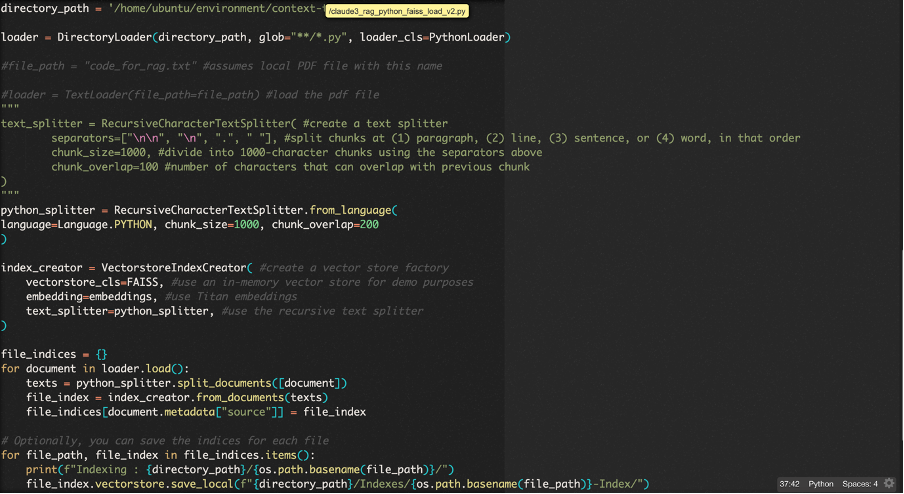 directory_path = '/home/ubuntu/environment/context-
/claude3_rag_python_faiss_load_v2.py
loader = DirectoryLoader(directory_path, glob="**/*.py", loader_cls=PythonLoader)
#file_path = "code_for_rag.txt" #assumes local PDF file with this name
#loader = TextLoader(file_path=file_path) #load the pdf file
"""
text_splitter = RecursiveCharacterTextSplitter( #create a text splitter
        separators=["\n\n", "\n", ".", " "], #split chunks at (1) paragraph, (2) line, (3) sentence, or (4) word, in that order
        chunk_size=1000, #divide into 1000-character chunks using the separators above
        chunk_overlap=100 #number of characters that can overlap with previous chunk
)
"""
python_splitter = RecursiveCharacterTextSplitter.from_language(
language=Language.PYTHON, chunk_size=1000, chunk_overlap=200
)
index_creator = VectorstoreIndexCreator( #create a vector store factory
    vectorstore_cls=FAISS, #use an in-memory vector store for demo purposes
    embedding=embeddings, #use Titan embeddings
    text_splitter=python_splitter, #use the recursive text splitter
)
file_indices = {}
for document in loader.load():
    texts = python_splitter.split_documents([document])
    file_index = index_creator.from_documents(texts)
    file_indices[document.metadata["source"]] = file_index
# Optionally, you can save the indices for each file
for file_path, file_index in file_indices.items():
    print(f"Indexing : {directory_path}/{os.path.basename(file_path)}/")
    file_index.vectorstore.save_local(f"{directory_path}/Indexes/{os.path.basename(file_path)}-Index/")
37:42 Python Spaces: 4